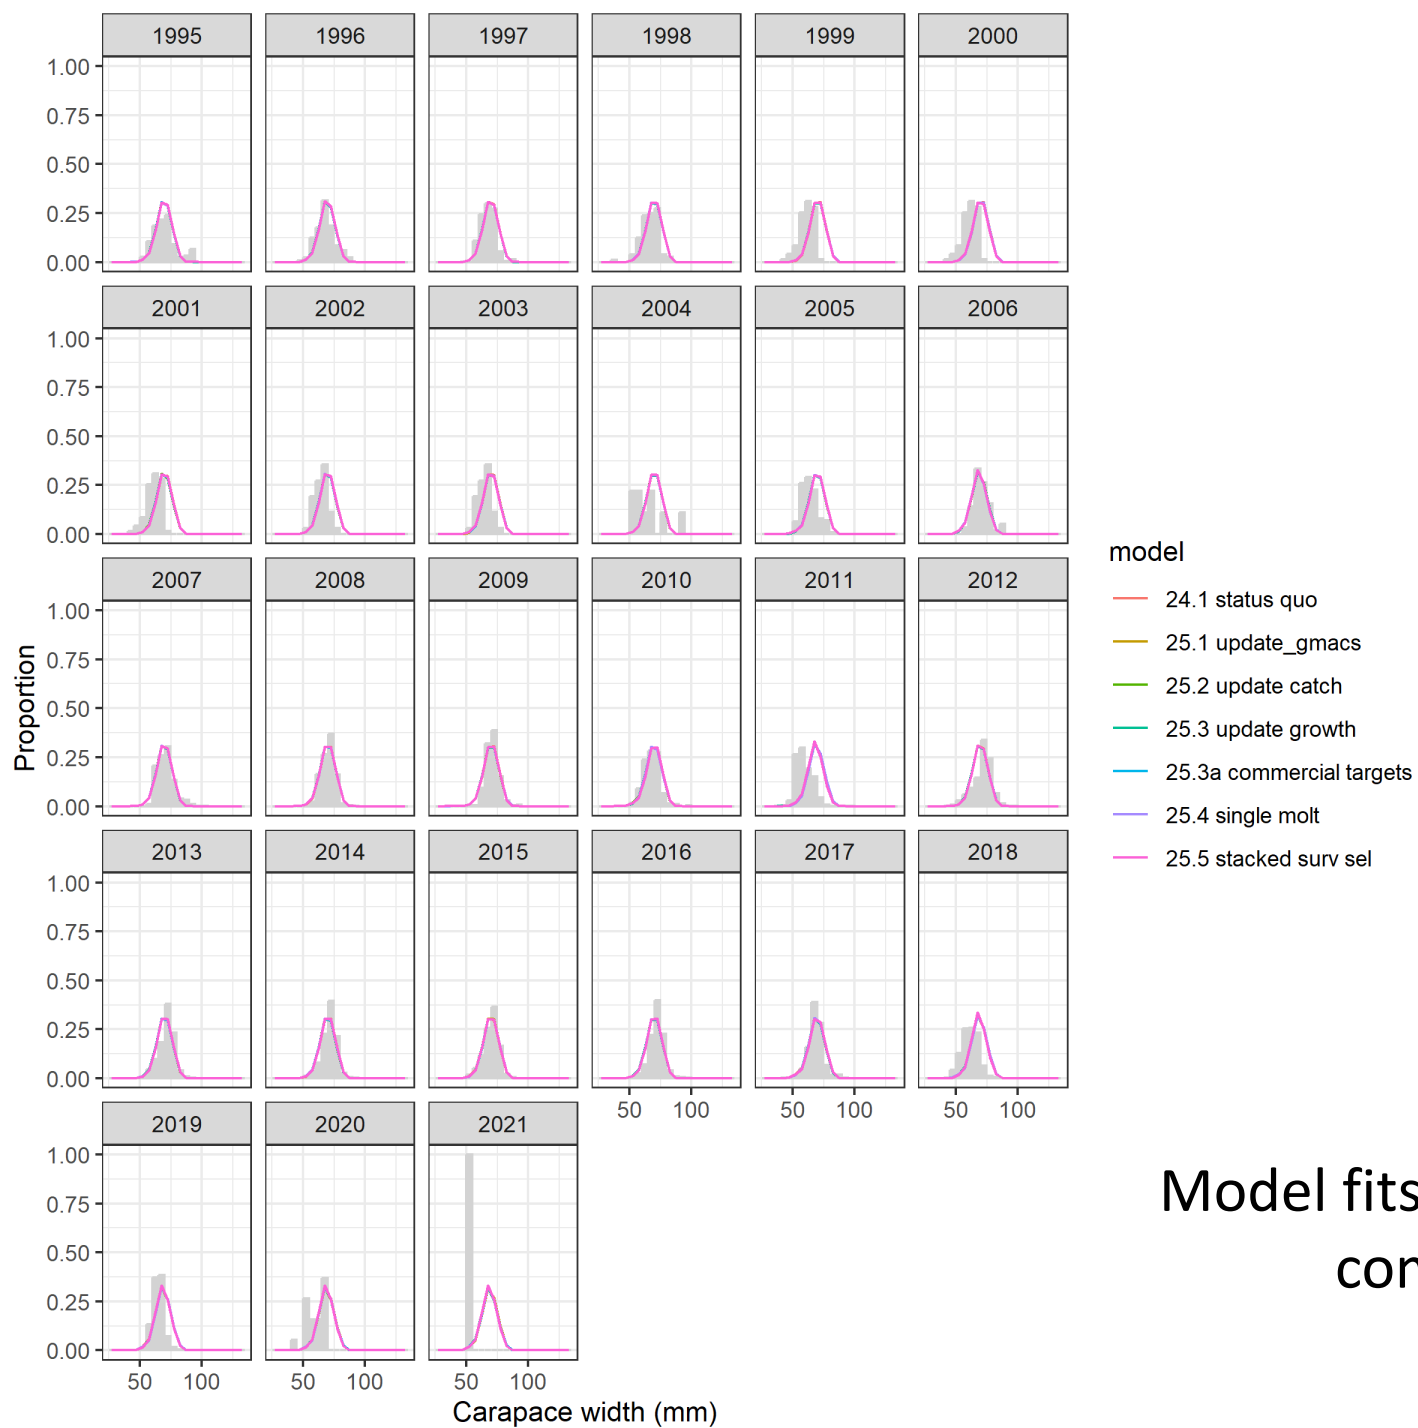 1995 1996 1997 1998 1999 2000
1.00
0.75
0.50
0.25
0.00
2001 2002 2003 2004 2005 2006
1.00
0.75
0.50
0.25
0.00
2007 2008 2009 2010 2011 2012
1.00
0.75
0.50
0.25
0.00
2013 2014 2015 2016 2017 2018
1.00
0.75
0.50
0.25
0.00
50 100 50 100 50 100
2019 2020 2021
1.00
0.75
0.50
0.25
0.00
50 100 50 100 50 100
Proportion
Carapace width (mm)
model
24.1 status quo
25.1 update_gmacs
25.2 update catch
25.3 update growth
25.3a commercial targets
25.4 single molt
25.5 stacked surv sel
Model fits